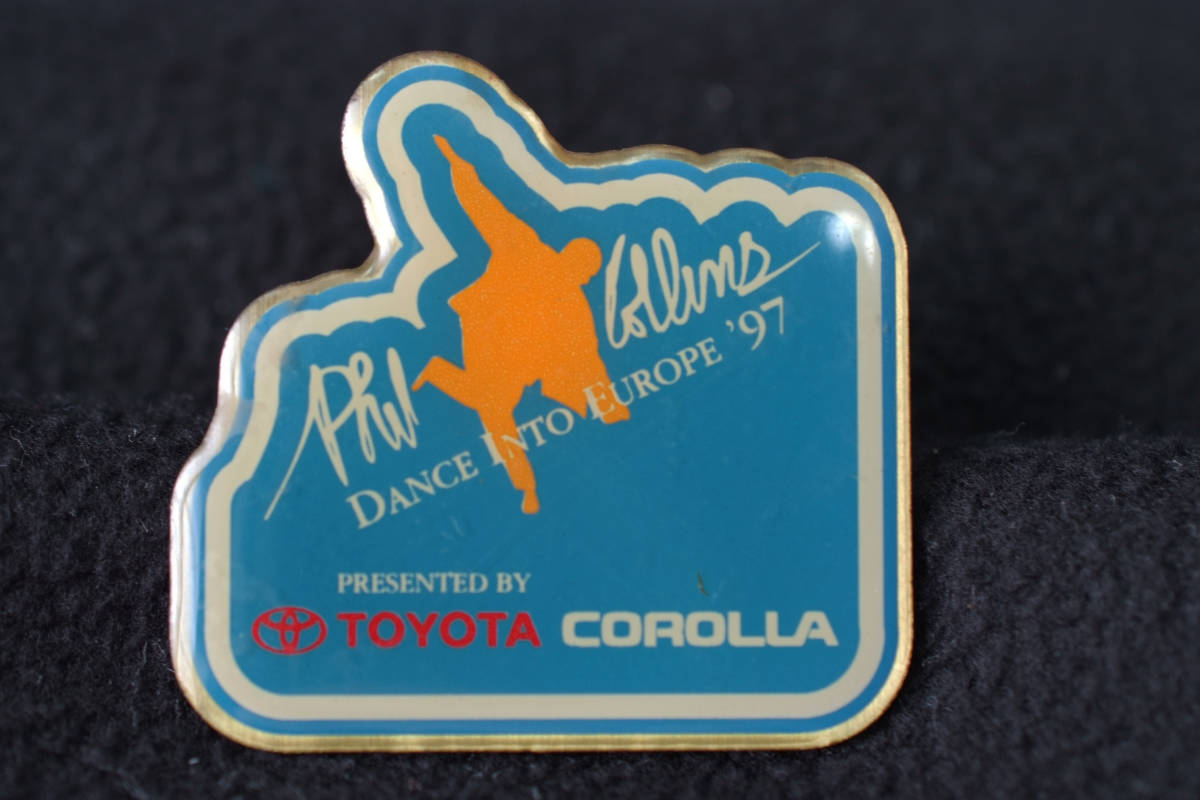 Phil Collins
DANCE INTO EUROPE '97
PRESENTED BY
TOYOTA COROLLA